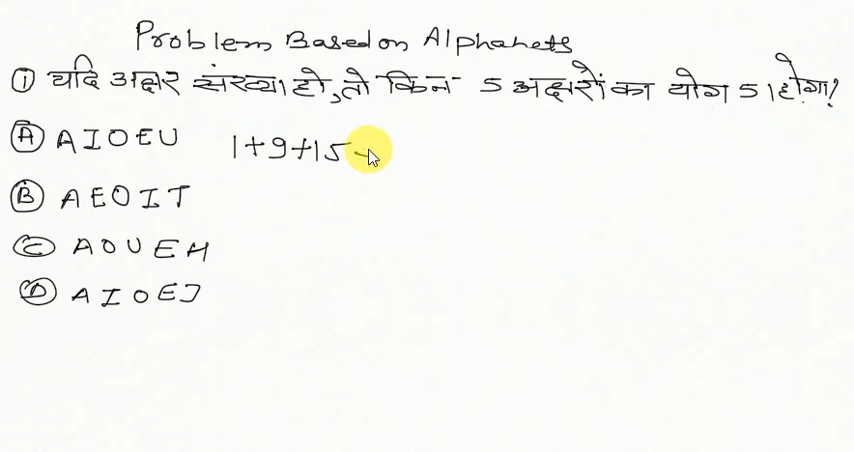 Problem Based on Alphabets
① यदि अक्षर संख्या हो, तो किन 5 अक्षरों का योग 51 होगा?
Ⓐ A I O E U 1+9+15-
Ⓑ A E O I T
Ⓒ A O U E H
Ⓓ A I O E J